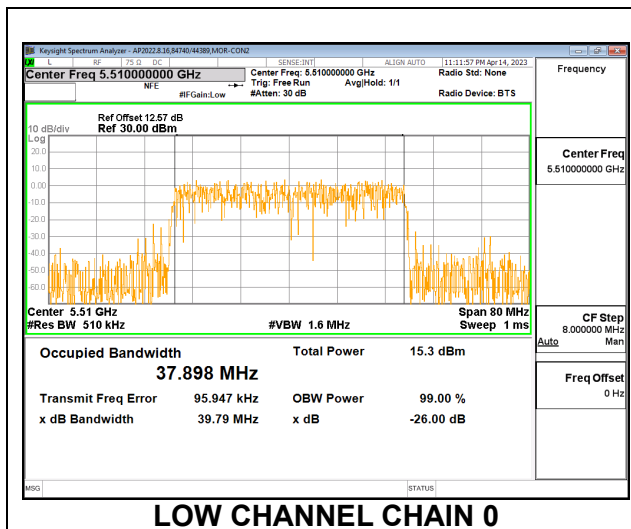 Keysight Spectrum Analyzer - AP2022.8.16,84740/44389,MOR-CON2
L RF 75 Ω DC SENSE:INT ALIGN AUTO 11:11:57 PM Apr 14, 2023
Center Freq 5.510000000 GHz
NFE
#IFGain:Low
Center Freq: 5.510000000 GHz
Trig: Free Run Avg|Hold: 1/1
#Atten: 30 dB
Radio Std: None
Radio Device: BTS
Frequency
Ref Offset 12.57 dB
10 dB/div Ref 30.00 dBm
Log
20.0
10.0
0.00
-10.0
-20.0
-30.0
-40.0
-50.0
-60.0
Center 5.51 GHz Span 80 MHz
#Res BW 510 kHz #VBW 1.6 MHz Sweep 1 ms
Center Freq
5.510000000 GHz
CF Step
8.000000 MHz
Auto Man
Freq Offset
0 Hz
Occupied Bandwidth Total Power 15.3 dBm
37.898 MHz
Transmit Freq Error 95.947 kHz OBW Power 99.00 %
x dB Bandwidth 39.79 MHz x dB -26.00 dB
MSG STATUS
LOW CHANNEL CHAIN 0